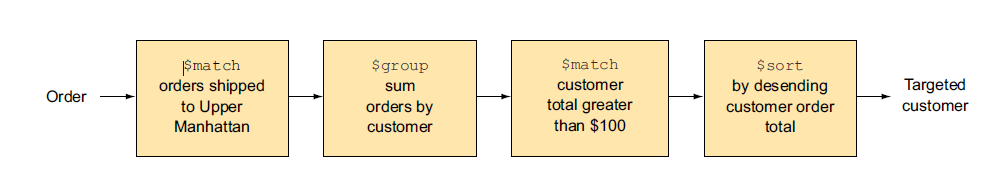 Order
$match
orders shipped
to Upper
Manhattan
$group
sum
orders by
customer
$match
customer
total greater
than $100
$sort
by desending
customer order
total
Targeted
customer